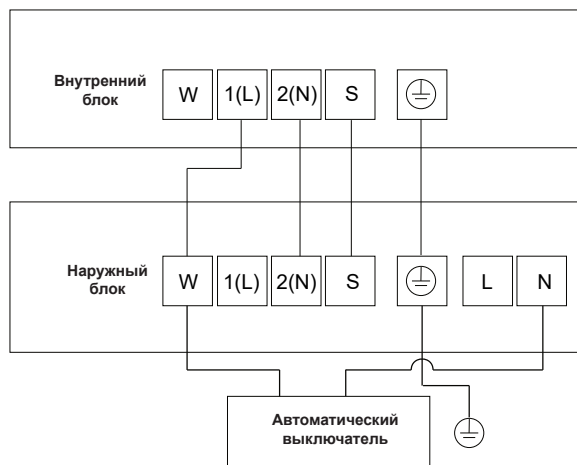 Внутренний
блок
W 1(L) 2(N) S
Наружный
блок
W 1(L) 2(N) S L N
Автоматический
выключатель